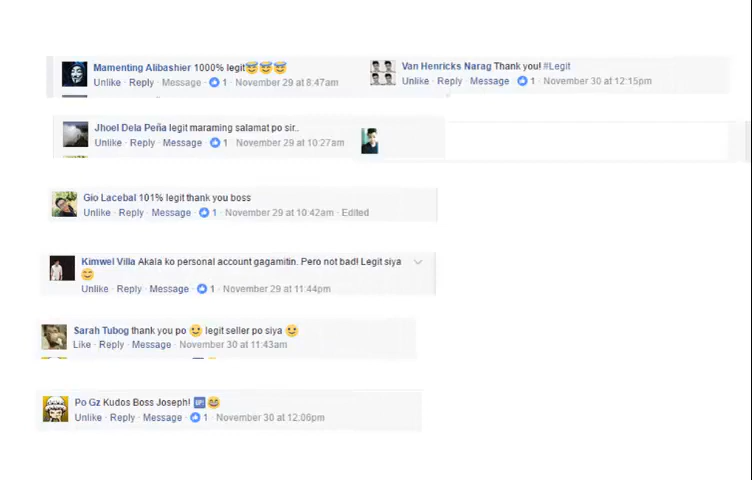 Mamenting Alibashier 1000% legit😇😇😇
Unlike · Reply · Message · 1 · November 29 at 8:47am
Van Henricks Narag Thank you! #Legit
Unlike · Reply · Message · 1 · November 30 at 12:15pm
Jhoel Dela Peña legit maraming salamat po sir..
Unlike · Reply · Message · 1 · November 29 at 10:27am
Gio Lacebal 101% legit thank you boss
Unlike · Reply · Message · 1 · November 29 at 10:42am · Edited
Kimwel Villa Akala ko personal account gagamitin. Pero not bad! Legit siya
😊
Unlike · Reply · Message · 1 · November 29 at 11:44pm
Sarah Tubog thank you po 😉 legit seller po siya 😉
Like · Reply · Message · November 30 at 11:43am
Po Gz Kudos Boss Joseph! 🆙😂
Unlike · Reply · Message · 1 · November 30 at 12:06pm